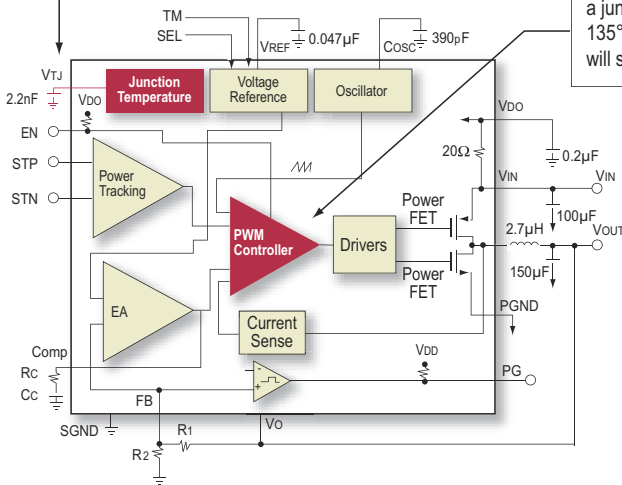 a jun
135°
will s
TM
SEL
VREF
0.047µF
COSC
390pF
VTJ
2.2nF
Junction
Temperature
Voltage
Reference
Oscillator
VDO
EN
STP
STN
Power
Tracking
PWM
Controller
Drivers
Power
FET
Power
FET
VDO
20Ω
0.2µF
VIN
VIN
100µF
2.7µH
VOUT
150µF
PGND
EA
Current
Sense
VDD
PG
Comp
RC
CC
FB
SGND
VO
R1
R2